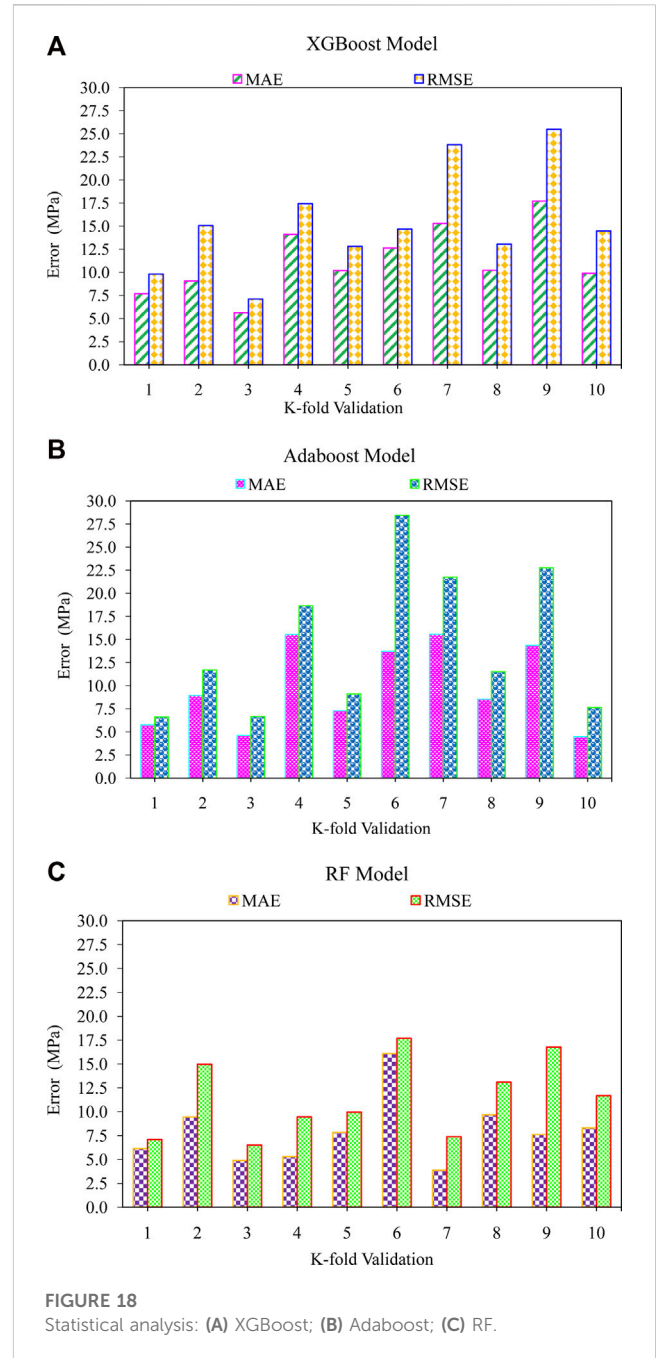 A
XGBoost Model
MAE RMSE
30.0
27.5
25.0
22.5
20.0
17.5
15.0
12.5
10.0
7.5
5.0
2.5
0.0
Error (MPa)
1 2 3 4 5 6 7 8 9 10
K-fold Validation
B
Adaboost Model
MAE RMSE
30.0
27.5
25.0
22.5
20.0
17.5
15.0
12.5
10.0
7.5
5.0
2.5
0.0
Error (MPa)
1 2 3 4 5 6 7 8 9 10
K-fold Validation
C
RF Model
MAE RMSE
30.0
27.5
25.0
22.5
20.0
17.5
15.0
12.5
10.0
7.5
5.0
2.5
0.0
Error (MPa)
1 2 3 4 5 6 7 8 9 10
K-fold Validation
FIGURE 18
Statistical analysis: (A) XGBoost; (B) Adaboost; (C) RF.